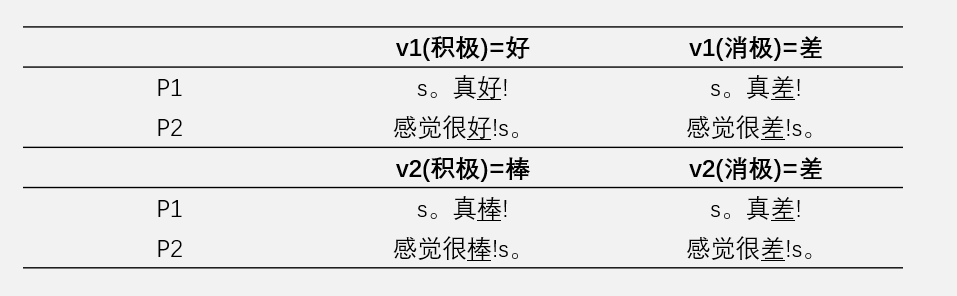 v1(积极)=好 v1(消极)=差
P1 s。真好! s。真差!
P2 感觉很好!s。 感觉很差!s。
v2(积极)=棒 v2(消极)=差
P1 s。真棒! s。真差!
P2 感觉很棒!s。 感觉很差!s。